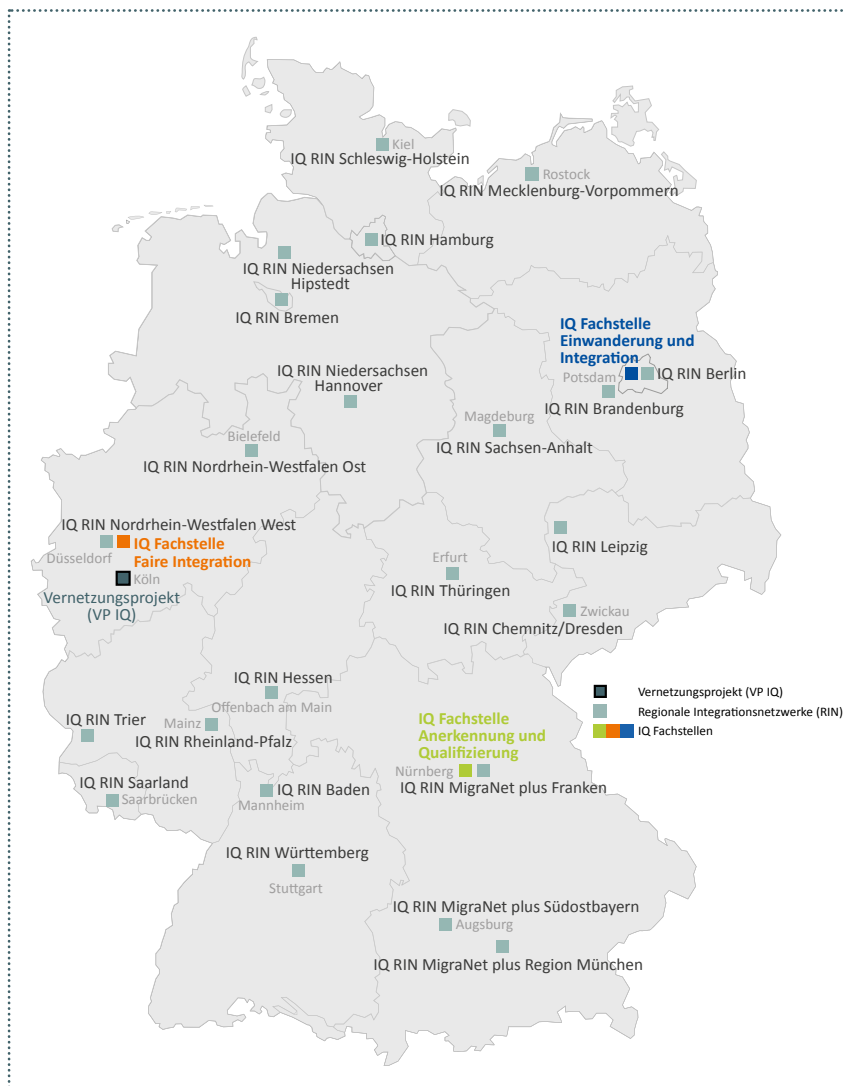 Kiel
IQ RIN Schleswig-Holstein
Rostock
IQ RIN Mecklenburg-Vorpommern
IQ RIN Hamburg
IQ RIN Niedersachsen
Hipstedt
IQ RIN Bremen
IQ Fachstelle
Einwanderung und
Integration
Potsdam
IQ RIN Berlin
IQ RIN Brandenburg
IQ RIN Niedersachsen
Hannover
Magdeburg
IQ RIN Sachsen-Anhalt
Bielefeld
IQ RIN Nordrhein-Westfalen Ost
IQ RIN Nordrhein-Westfalen West
Düsseldorf
IQ Fachstelle
Faire Integration
Köln
Vernetzungsprojekt
(VP IQ)
IQ RIN Leipzig
Erfurt
IQ RIN Thüringen
Zwickau
IQ RIN Chemnitz/Dresden
IQ RIN Hessen
Offenbach am Main
IQ RIN Trier
Mainz
IQ RIN Rheinland-Pfalz
IQ Fachstelle
Anerkennung und
Qualifizierung
Nürnberg
IQ RIN MigraNet plus Franken
Vernetzungsprojekt (VP IQ)
Regionale Integrationsnetzwerke (RIN)
IQ Fachstellen
IQ RIN Saarland
Saarbrücken
IQ RIN Baden
Mannheim
IQ RIN Württemberg
Stuttgart
IQ RIN MigraNet plus Südostbayern
Augsburg
IQ RIN MigraNet plus Region München